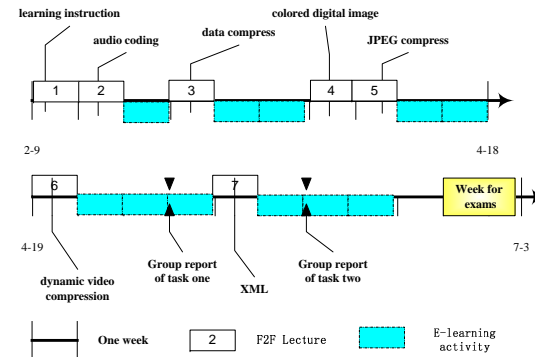 learning instruction
colored digital image
audio coding
data compress
JPEG compress
1
2
3
4
5
2-9
4-18
6
7
Week for
exams
4-19
7-3
Group report
of task one
Group report
of task two
dynamic video
compression
XML
One week
2
F2F Lecture
E-learning
activity